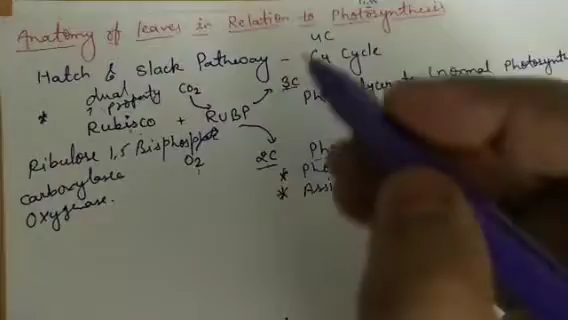 Anatomy of leaves in Relation to Photosynthesis
4C
Hatch & Slack Pathway - C4 Cycle
dual property CO2 3C (normal
* Rubisco + RuBP
Ribulose 1,5 Bisphosphate O2 2C
carboxylase *
oxygenase. *